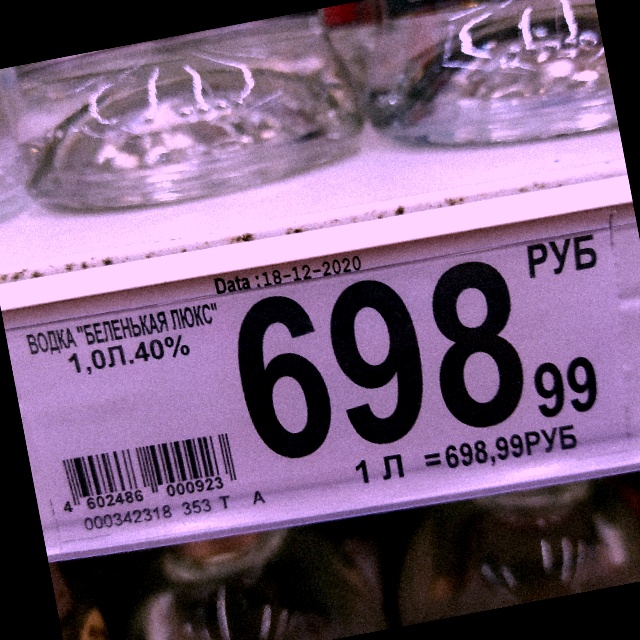 Data:18-12-2020
ВОДКА "БЕЛЕНЬКАЯ ЛЮКС"
1,0Л.40%
698 99 РУБ
1 Л =698,99РУБ
4 602486 000923
000342318 353 Т А